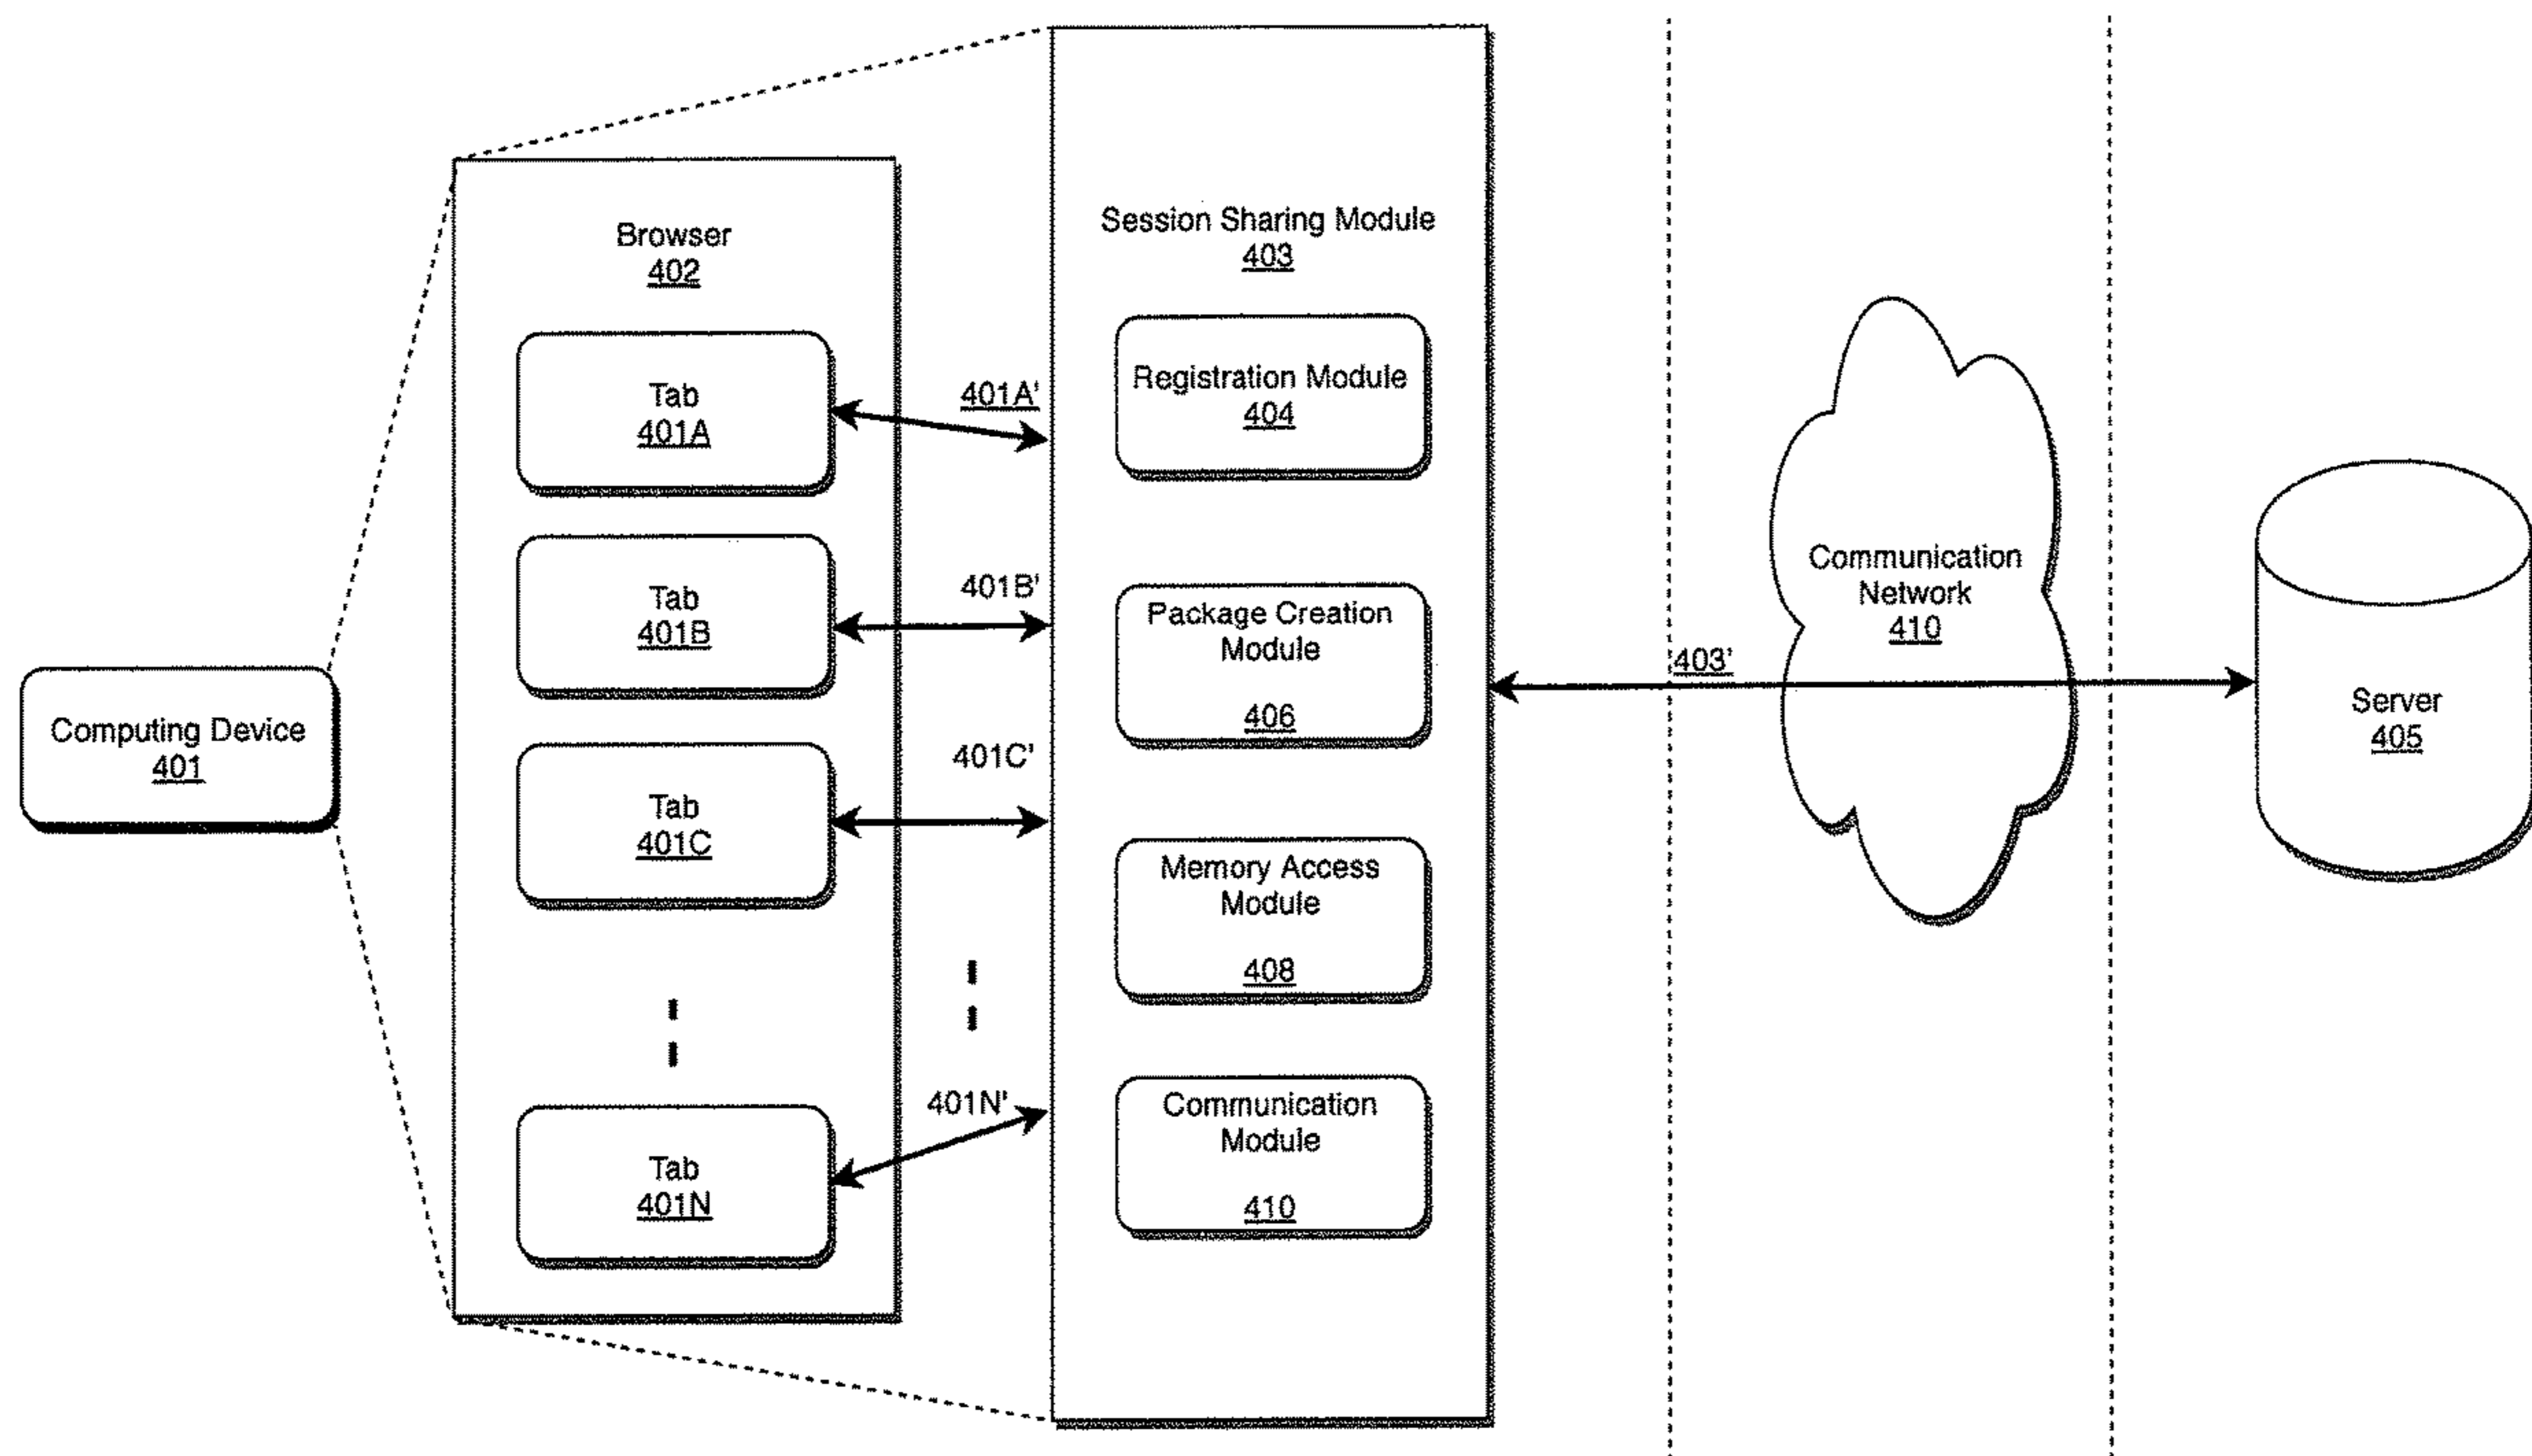 Computing Device
401
Browser
402
Tab
401A
Tab
401B
Tab
401C
Tab
401N
401A'
401B'
401C'
401N'
Session Sharing Module
403
Registration Module
404
Package Creation
Module
406
Memory Access
Module
408
Communication
Module
410
403'
Communication
Network
410
Server
405